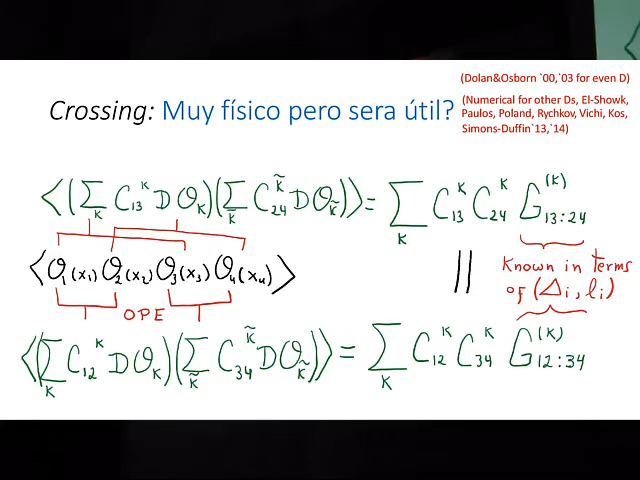 (Dolan&Osborn `00,`03 for even D)
Crossing: Muy físico pero sera útil?
(Numerical for other Ds, El-Showk,
Paulos, Poland, Rychkov, Vichi, Kos,
Simons-Duffin`13,`14)
⟨(∑_K C_13^K D O_K)(∑_K̃ C_24^K̃ D O_K̃)⟩ = ∑_K C_13^K C_24^K G_13:24^(K)
⟨O_1(x_1) O_2(x_2) O_3(x_3) O_4(x_4)⟩
||
Known in terms
of (Δ_i, l_i)
OPE
⟨(∑_K C_12^K D O_K)(∑_K̃ C_34^K̃ D O_K̃)⟩ = ∑_K C_12^K C_34^K G_12:34^(K)